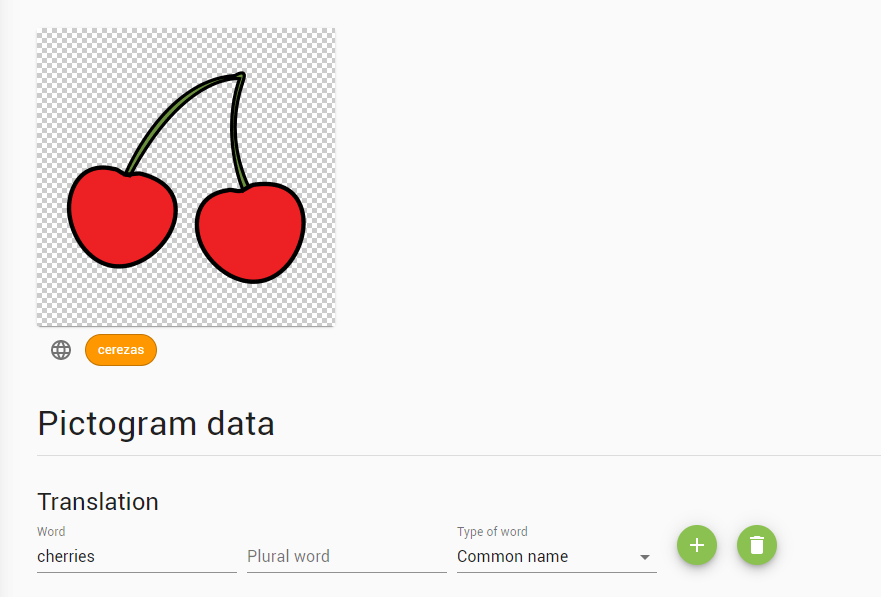 cerezas
Pictogram data
Translation
Word
cherries
Plural word
Type of word
Common name